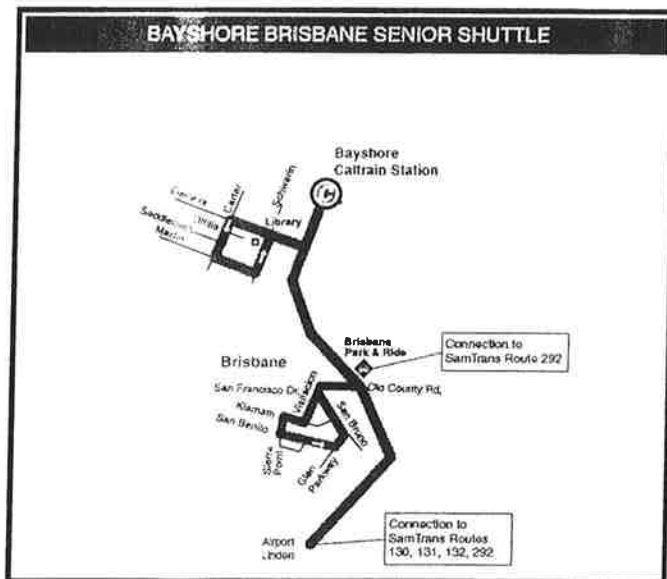 BAYSHORE BRISBANE SENIOR SHUTTLE
Bayshore
Caltrain Station
Schwerin
Carter
Geneva
Library
Martin
Brisbane
Park & Ride
Connection to
SamTrans Route 292
Brisbane
San Francisco Dr.
Visitacion
Old County Rd.
Klamath
San Benito
San Bruno
Sierra
Point
Glen
Parkway
Airport
Linden
Connection to
SamTrans Routes
130, 131, 132, 292